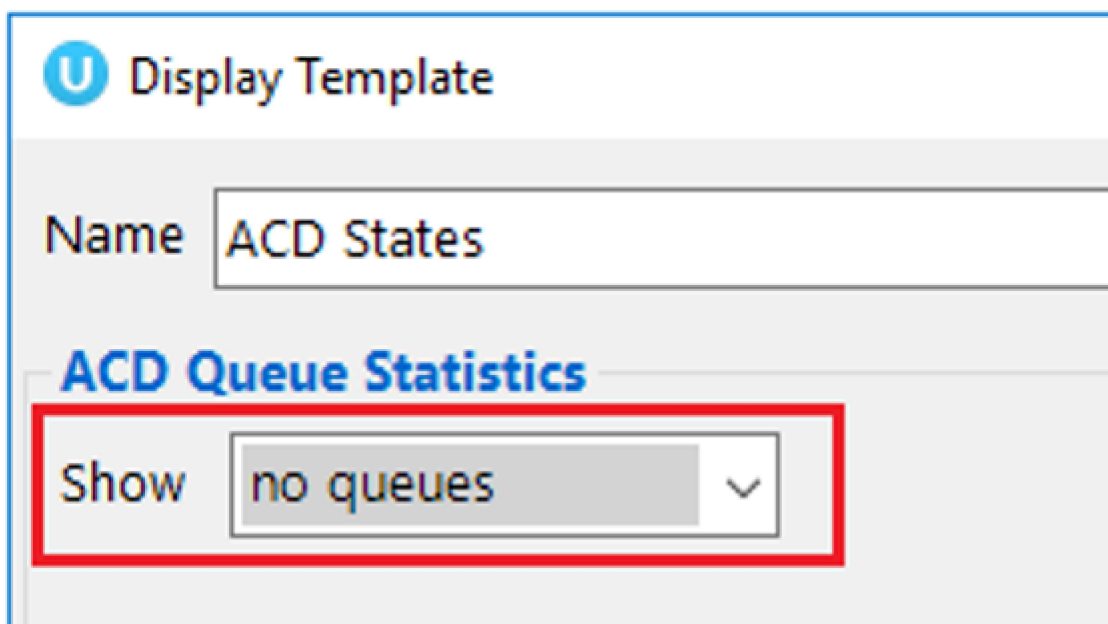 U Display Template
Name ACD States
ACD Queue Statistics
Show no queues